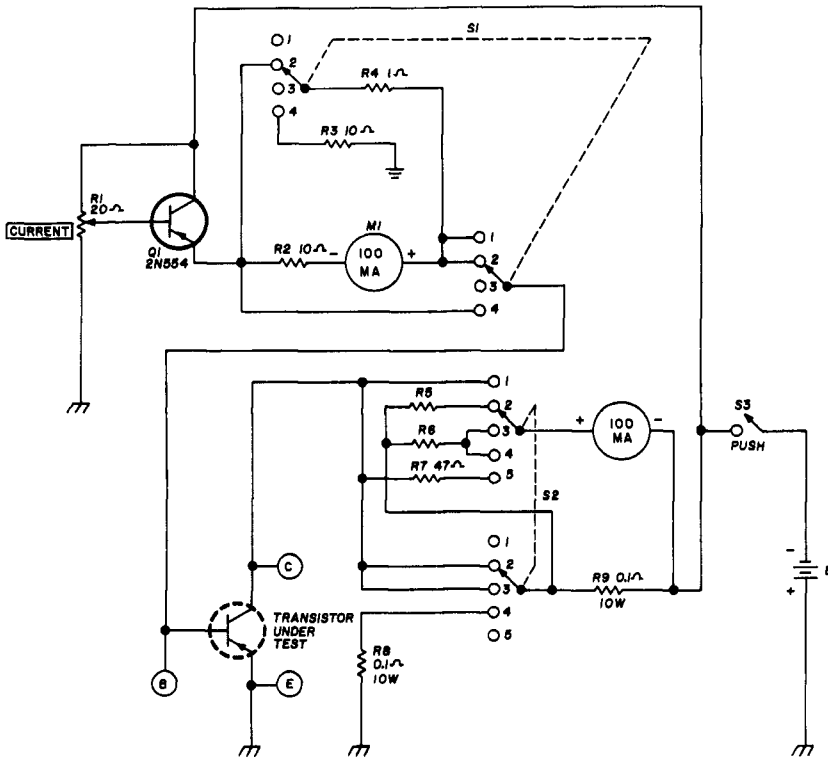 S1
1
2
3
4
R4 1Ω
R3 10Ω
R1
20Ω
CURRENT
Q1
2N554
R2 10Ω
-
M1
100
MA
+
1
2
3
4
R5
R6
R7 47Ω
1
2
3
4
5
+
100
MA
-
S3
PUSH
S2
1
2
3
4
5
R9 0.1Ω
10W
-
+
C
TRANSISTOR
UNDER
TEST
B
E
R8
0.1Ω
10W